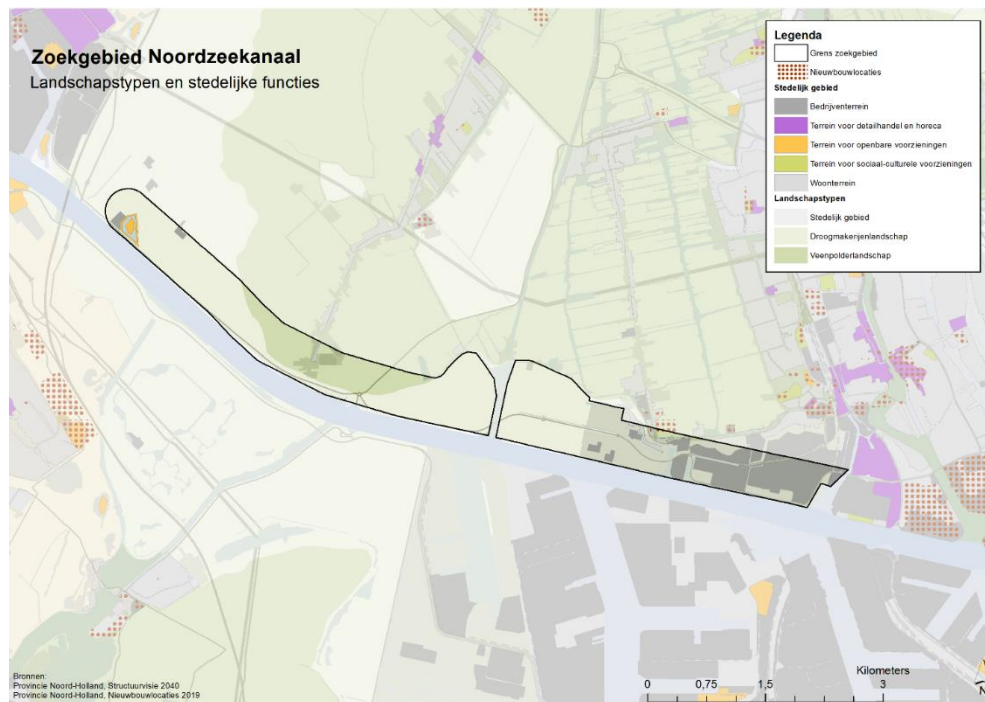 Zoekgebied Noordzeekanaal
Landschapstypen en stedelijke functies
Legenda
Grens zoekgebied
Nieuwbouwlocaties
Stedelijk gebied
Bedrijventerrein
Terrein voor detailhandel en horeca
Terrein voor openbare voorzieningen
Terrein voor sociaal-culturele voorzieningen
Woonterrein
Landschapstypen
Stedelijk gebied
Droogmakerijenlandschap
Veenpolderlandschap
Bronnen:
Provincie Noord-Holland, Structuurvisie 2040
Provincie Noord-Holland, Nieuwbouwlocaties 2019
Kilometers
0 0,75 1,5 3
N